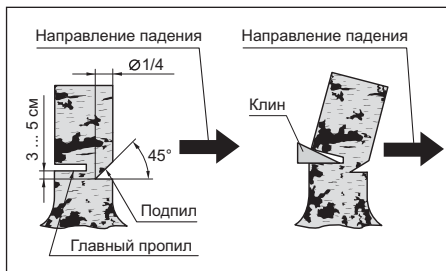 Направление падения
Ø1/4
3 ... 5 см
45°
Подпил
Главный пропил
Направление падения
Клин